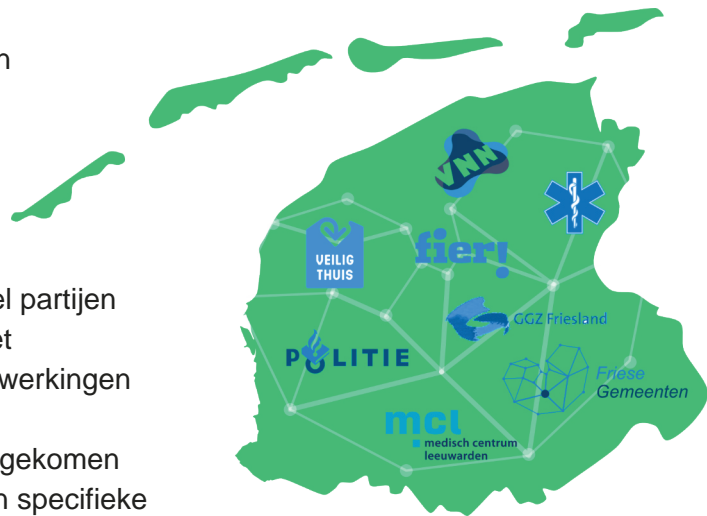 n
el partijen
et
werkingen
gekomen
n specifieke
VNN
VEILIG
THUIS
fier!
GGZ Friesland
POLITIE
Friese
Gemeenten
mcl
medisch centrum
leeuwarden